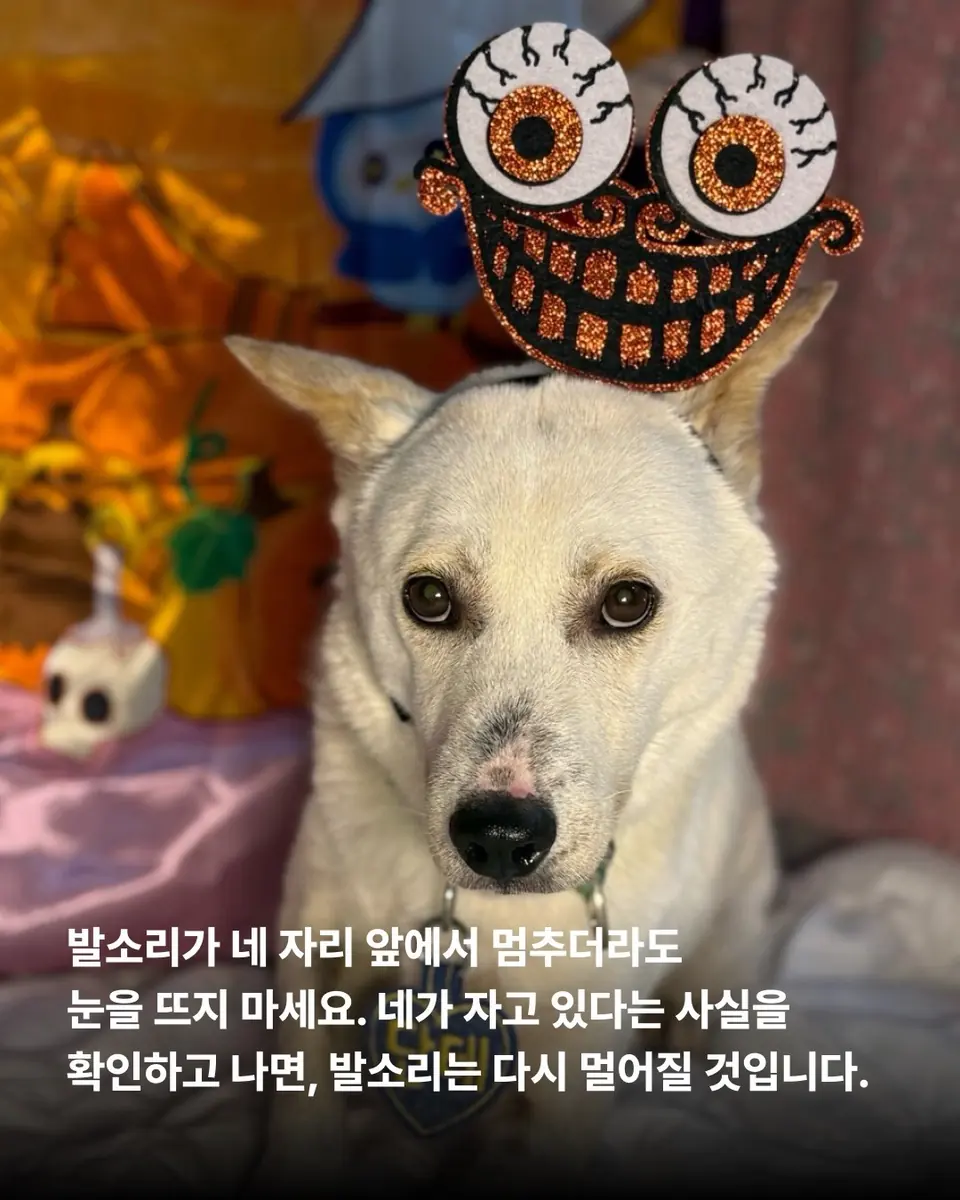 발소리가 네 자리 앞에서 멈추더라도
눈을 뜨지 마세요. 네가 자고 있다는 사실을
확인하고 나면, 발소리는 다시 멀어질 것입니다.